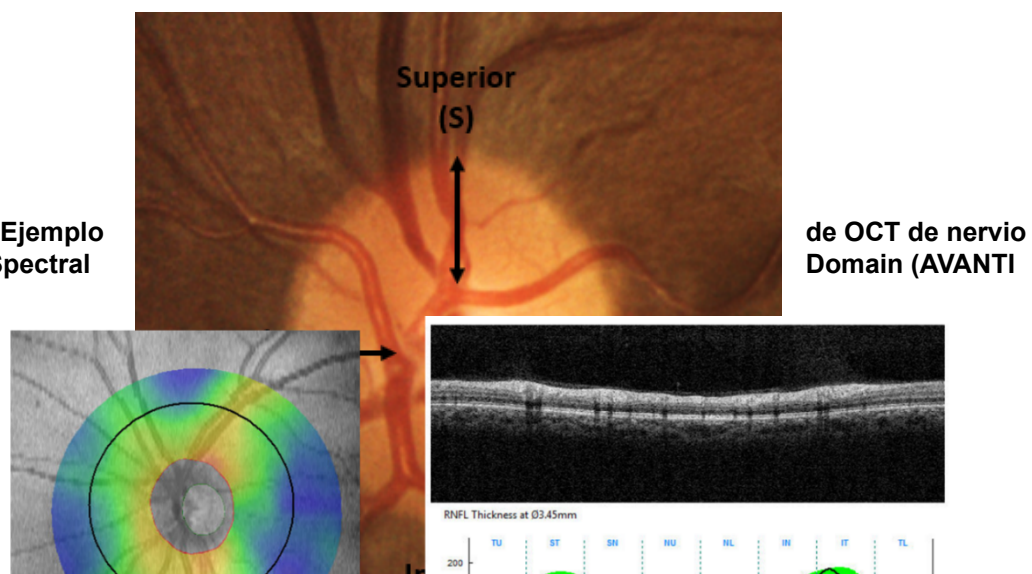 Superior
(S)
Ejemplo de OCT de nervio
Spectral Domain (AVANTI
RNFL Thickness at Ø3.45mm
TU ST SN NU NL IN IT TL
200